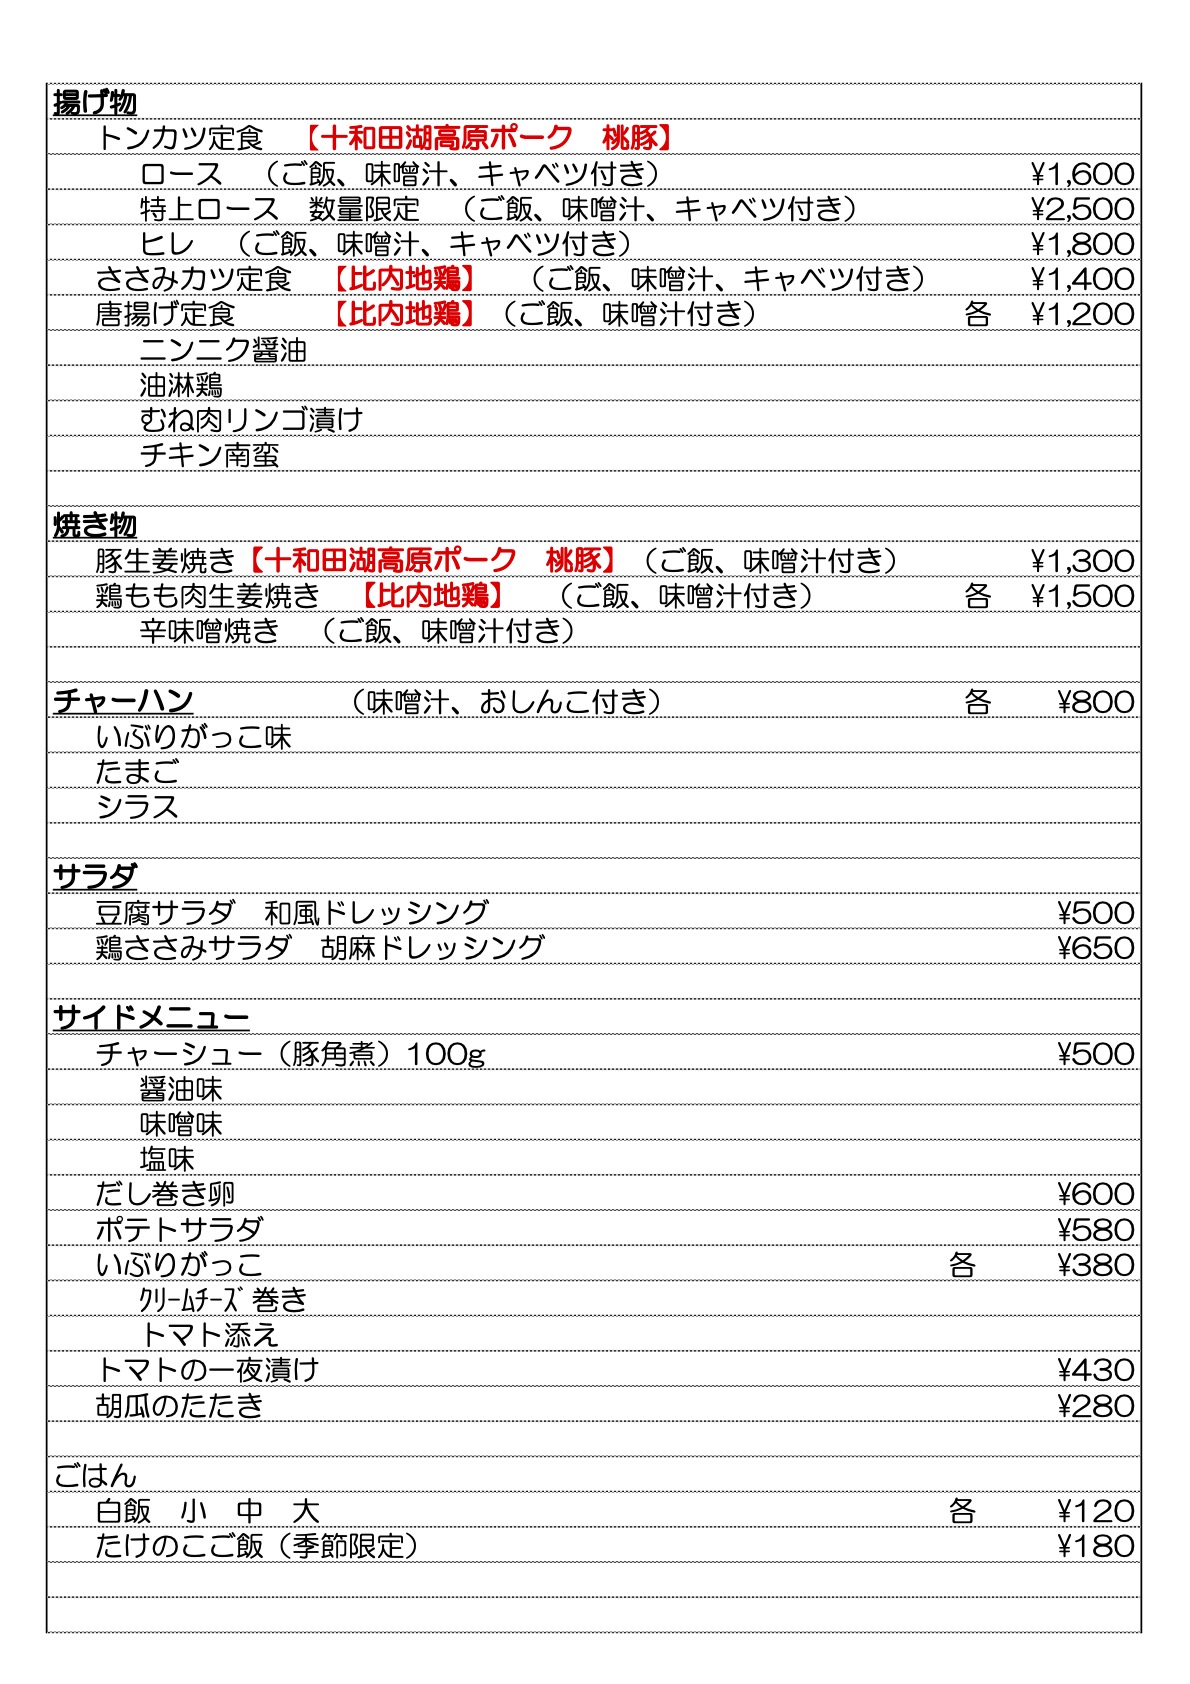 揚げ物
トンカツ定食　【十和田湖高原ポーク　桃豚】
ロース　（ご飯、味噌汁、キャベツ付き）　¥1,600
特上ロース　数量限定　（ご飯、味噌汁、キャベツ付き）　¥2,500
ヒレ　（ご飯、味噌汁、キャベツ付き）　¥1,800
ささみカツ定食　【比内地鶏】　（ご飯、味噌汁、キャベツ付き）　¥1,400
唐揚げ定食　【比内地鶏】（ご飯、味噌汁付き）　各　¥1,200
ニンニク醤油
油淋鶏
むね肉リンゴ漬け
チキン南蛮
焼き物
豚生姜焼き【十和田湖高原ポーク　桃豚】（ご飯、味噌汁付き）　¥1,300
鶏もも肉生姜焼き　【比内地鶏】　（ご飯、味噌汁付き）　各　¥1,500
辛味噌焼き　（ご飯、味噌汁付き）
チャーハン　（味噌汁、おしんこ付き）　各　¥800
いぶりがっこ味
たまご
シラス
サラダ
豆腐サラダ　和風ドレッシング　¥500
鶏ささみサラダ　胡麻ドレッシング　¥650
サイドメニュー
チャーシュー（豚角煮）100g　¥500
醤油味
味噌味
塩味
だし巻き卵　¥600
ポテトサラダ　¥580
いぶりがっこ　各　¥380
ｸﾘｰﾑﾁｰｽﾞ巻き
トマト添え
トマトの一夜漬け　¥430
胡瓜のたたき　¥280
ごはん
白飯　小　中　大　各　¥120
たけのこご飯（季節限定）　¥180